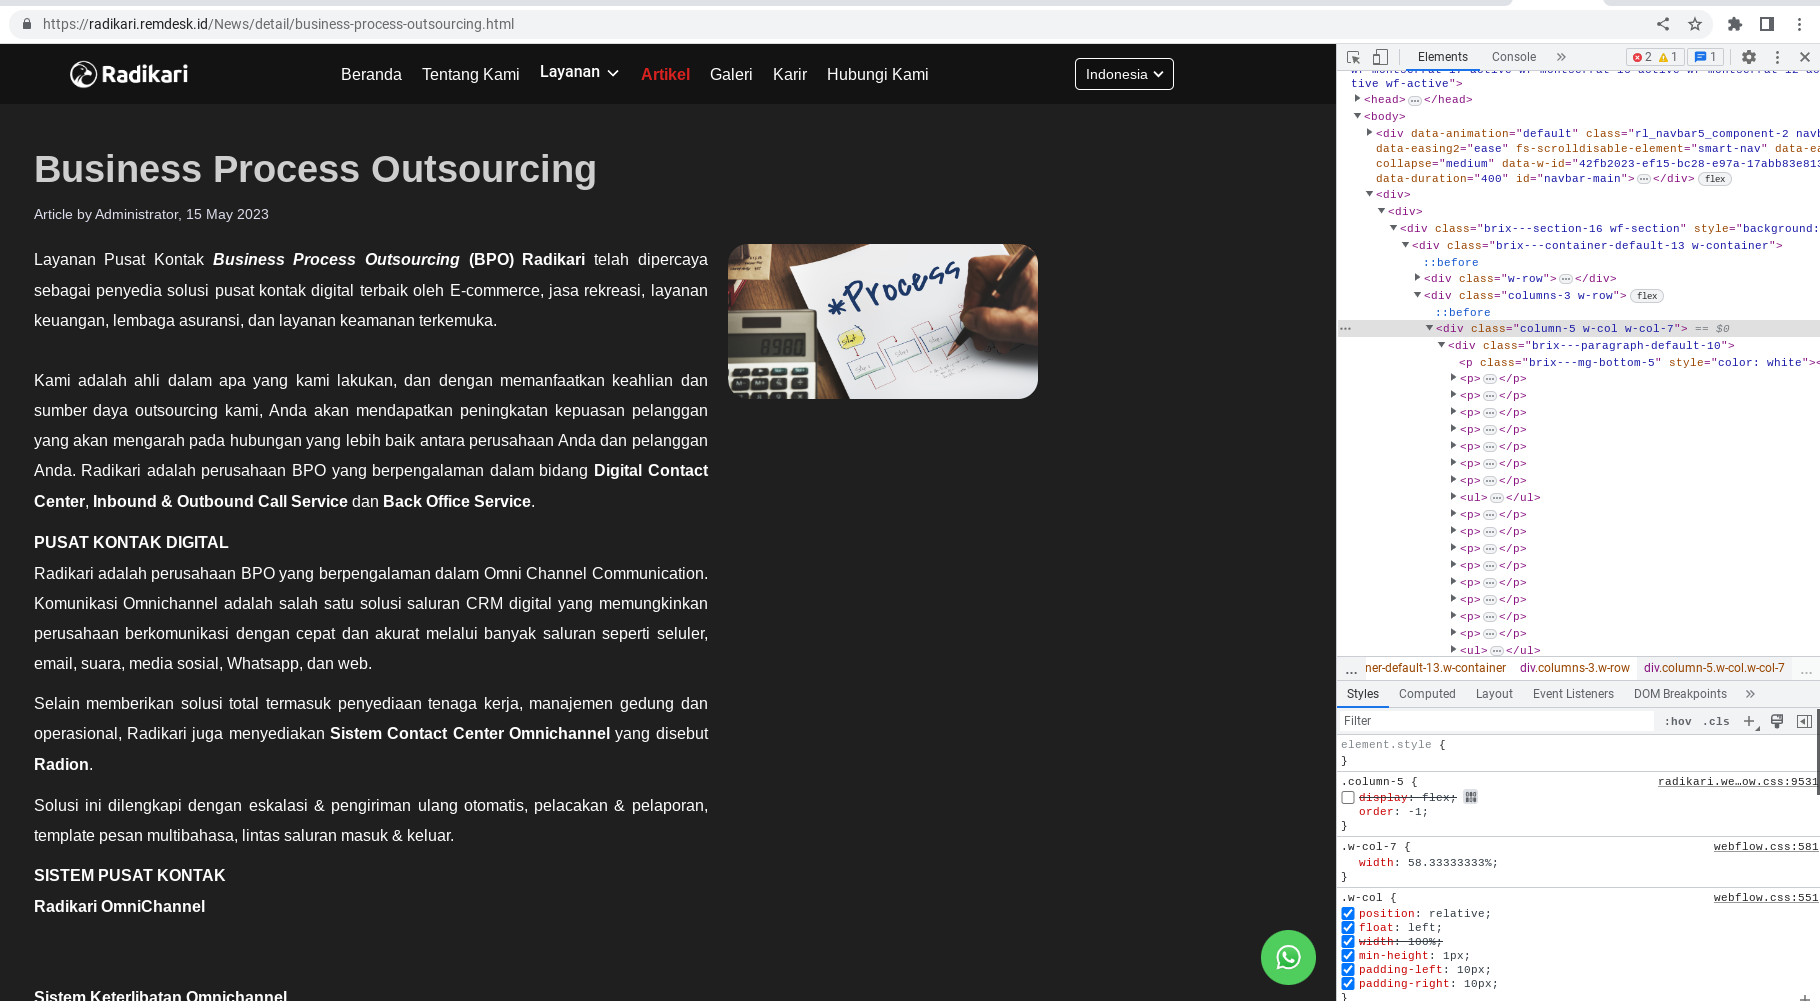 https://radikari.remdesk.id/News/detail/business-process-outsourcing.html
Radikari
Beranda
Tentang Kami
Layanan
Artikel
Galeri
Karir
Hubungi Kami
Indonesia
Business Process Outsourcing
Article by Administrator, 15 May 2023
Layanan Pusat Kontak Business Process Outsourcing (BPO) Radikari telah dipercaya
sebagai penyedia solusi pusat kontak digital terbaik oleh E-commerce, jasa rekreasi, layanan
keuangan, lembaga asuransi, dan layanan keamanan terkemuka.
Kami adalah ahli dalam apa yang kami lakukan, dan dengan memanfaatkan keahlian dan
sumber daya outsourcing kami, Anda akan mendapatkan peningkatan kepuasan pelanggan
yang akan mengarah pada hubungan yang lebih baik antara perusahaan Anda dan pelanggan
Anda. Radikari adalah perusahaan BPO yang berpengalaman dalam bidang Digital Contact
Center, Inbound & Outbound Call Service dan Back Office Service.
PUSAT KONTAK DIGITAL
Radikari adalah perusahaan BPO yang berpengalaman dalam Omni Channel Communication.
Komunikasi Omnichannel adalah salah satu solusi saluran CRM digital yang memungkinkan
perusahaan berkomunikasi dengan cepat dan akurat melalui banyak saluran seperti seluler,
email, suara, media sosial, Whatsapp, dan web.
Selain memberikan solusi total termasuk penyediaan tenaga kerja, manajemen gedung dan
operasional, Radikari juga menyediakan Sistem Contact Center Omnichannel yang disebut
Radion.
Solusi ini dilengkapi dengan eskalasi & pengiriman ulang otomatis, pelacakan & pelaporan,
template pesan multibahasa, lintas saluran masuk & keluar.
SISTEM PUSAT KONTAK
Radikari OmniChannel
Sistem Keterlibatan Omnichannel
*Process
8980
Start
Elements
Console
»
2
1
1
tive wf-active">
<head>…</head>
<body>
<div data-animation="default" class="rl_navbar5_component-2 navb
data-easing2="ease" fs-scrolldisable-element="smart-nav" data-ea
collapse="medium" data-w-id="42fb2023-ef15-bc28-e97a-17abb83e813
data-duration="400" id="navbar-main">…</div> flex
<div>
<div>
<div class="brix---section-16 wf-section" style="background:
<div class="brix---container-default-13 w-container">
::before
<div class="w-row">…</div>
<div class="columns-3 w-row"> flex
::before
<div class="column-5 w-col w-col-7"> == $0
<div class="brix---paragraph-default-10">
<p class="brix---mg-bottom-5" style="color: white"><
<p>…</p>
<p>…</p>
<p>…</p>
<p>…</p>
<p>…</p>
<p>…</p>
<p>…</p>
<ul>…</ul>
<p>…</p>
<p>…</p>
<p>…</p>
<p>…</p>
<p>…</p>
<p>…</p>
<p>…</p>
<p>…</p>
<ul>…</ul>
… ner-default-13.w-container div.columns-3.w-row div.column-5.w-col.w-col-7 …
Styles
Computed
Layout
Event Listeners
DOM Breakpoints
»
Filter
:hov
.cls
element.style {
}
.column-5 { radikari.we…ow.css:9531
display: flex;
order: -1;
}
.w-col-7 { webflow.css:581
width: 58.33333333%;
}
.w-col { webflow.css:551
position: relative;
float: left;
width: 100%;
min-height: 1px;
padding-left: 10px;
padding-right: 10px;
}